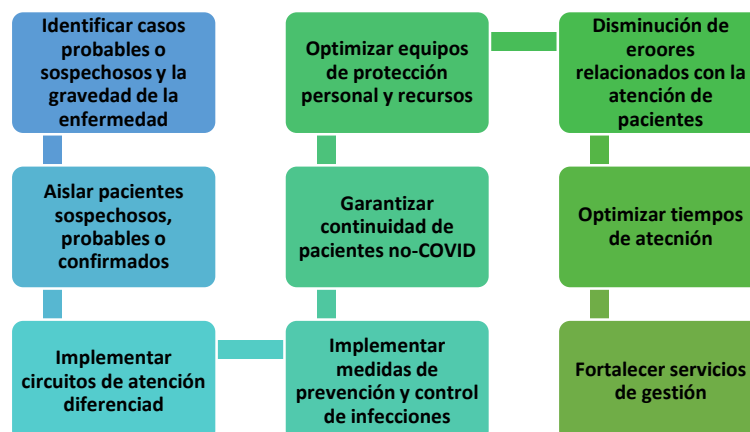 Identificar casos
probables o
sospechosos y la
gravedad de la
enfermedad
Aislar pacientes
sospechosos,
probables o
confirmados
Implementar
circuitos de atención
diferenciad
Implementar
medidas de
prevención y control
de infecciones
Garantizar
continuidad de
pacientes no-COVID
Optimizar equipos
de protección
personal y recursos
Disminución de
eroores
relacionados con la
atención de
pacientes
Optimizar tiempos
de atecnión
Fortalecer servicios
de gestión